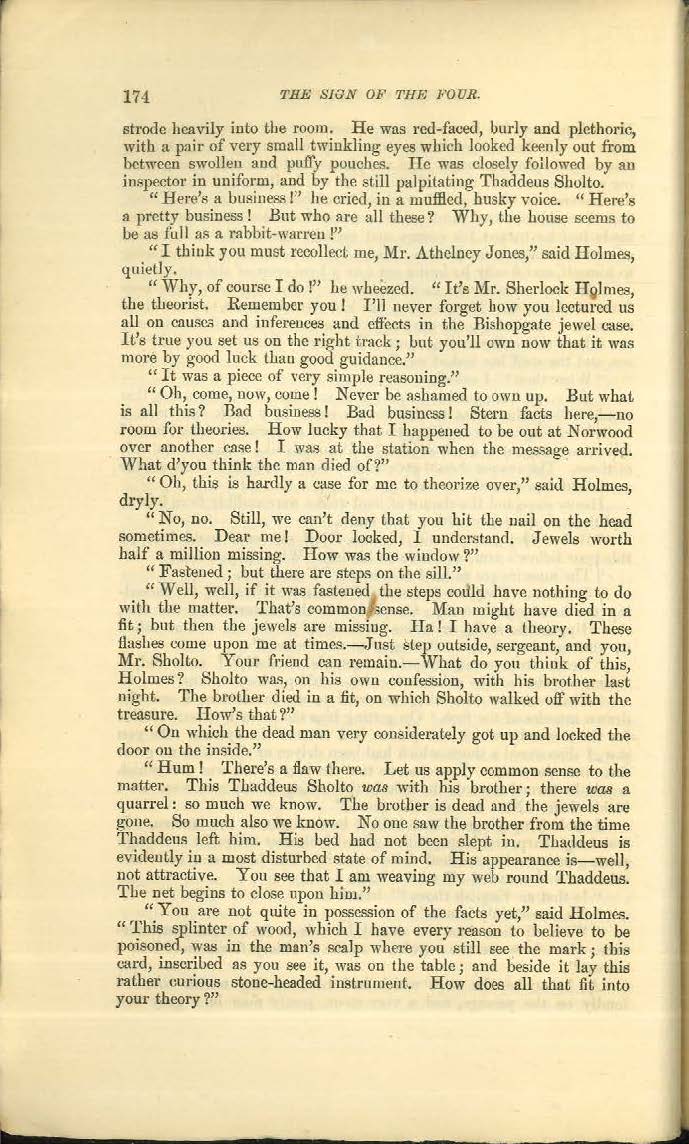 174 THE SIGN OF THE FOUR.
strode heavily into the room. He was red-faced, burly and plethoric,
with a pair of very small twinkling eyes which looked keenly out from
between swollen and puffy pouches. He was closely followed by an
inspector in uniform, and by the still palpitating Thaddeus Sholto.
"Here's a business!" he cried, in a muffled, husky voice. "Here's
a pretty business! But who are all these? Why, the house seems to
be as full as a rabbit-warren!"
"I think you must recollect me, Mr. Athelney Jones," said Holmes,
quietly.
"Why, of course I do!" he wheezed. "It's Mr. Sherlock Holmes,
the theorist. Remember you! I'll never forget how you lectured us
all on causes and inferences and effects in the Bishopgate jewel case.
It's true you set us on the right track; but you'll own now that it was
more by good luck than good guidance."
"It was a piece of very simple reasoning."
"Oh, come, now, come! Never be ashamed to own up. But what
is all this? Bad business! Bad business! Stern facts here,—no
room for theories. How lucky that I happened to be out at Norwood
over another case! I was at the station when the message arrived.
What d'you think the man died of?"
"Oh, this is hardly a case for me to theorize over," said Holmes,
dryly.
"No, no. Still, we can't deny that you hit the nail on the head
sometimes. Dear me! Door locked, I understand. Jewels worth
half a million missing. How was the window?"
"Fastened; but there are steps on the sill."
"Well, well, if it was fastened the steps could have nothing to do
with the matter. That's common sense. Man might have died in a
fit; but then the jewels are missing. Ha! I have a theory. These
flashes come upon me at times.—Just step outside, sergeant, and you,
Mr. Sholto. Your friend can remain.—What do you think of this,
Holmes? Sholto was, on his own confession, with his brother last
night. The brother died in a fit, on which Sholto walked off with the
treasure. How's that?"
"On which the dead man very considerately got up and locked the
door on the inside."
"Hum! There's a flaw there. Let us apply common sense to the
matter. This Thaddeus Sholto was with his brother; there was a
quarrel: so much we know. The brother is dead and the jewels are
gone. So much also we know. No one saw the brother from the time
Thaddeus left him. His bed had not been slept in. Thaddeus is
evidently in a most disturbed state of mind. His appearance is—well,
not attractive. You see that I am weaving my web round Thaddeus.
The net begins to close upon him."
"You are not quite in possession of the facts yet," said Holmes.
"This splinter of wood, which I have every reason to believe to be
poisoned, was in the man's scalp where you still see the mark; this
card, inscribed as you see it, was on the table; and beside it lay this
rather curious stone-headed instrument. How does all that fit into
your theory?"